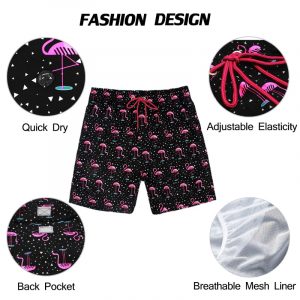 FASHION DESIGN
Quick Dry
Adjustable Elasticity
Back Pocket
Breathable Mesh Liner